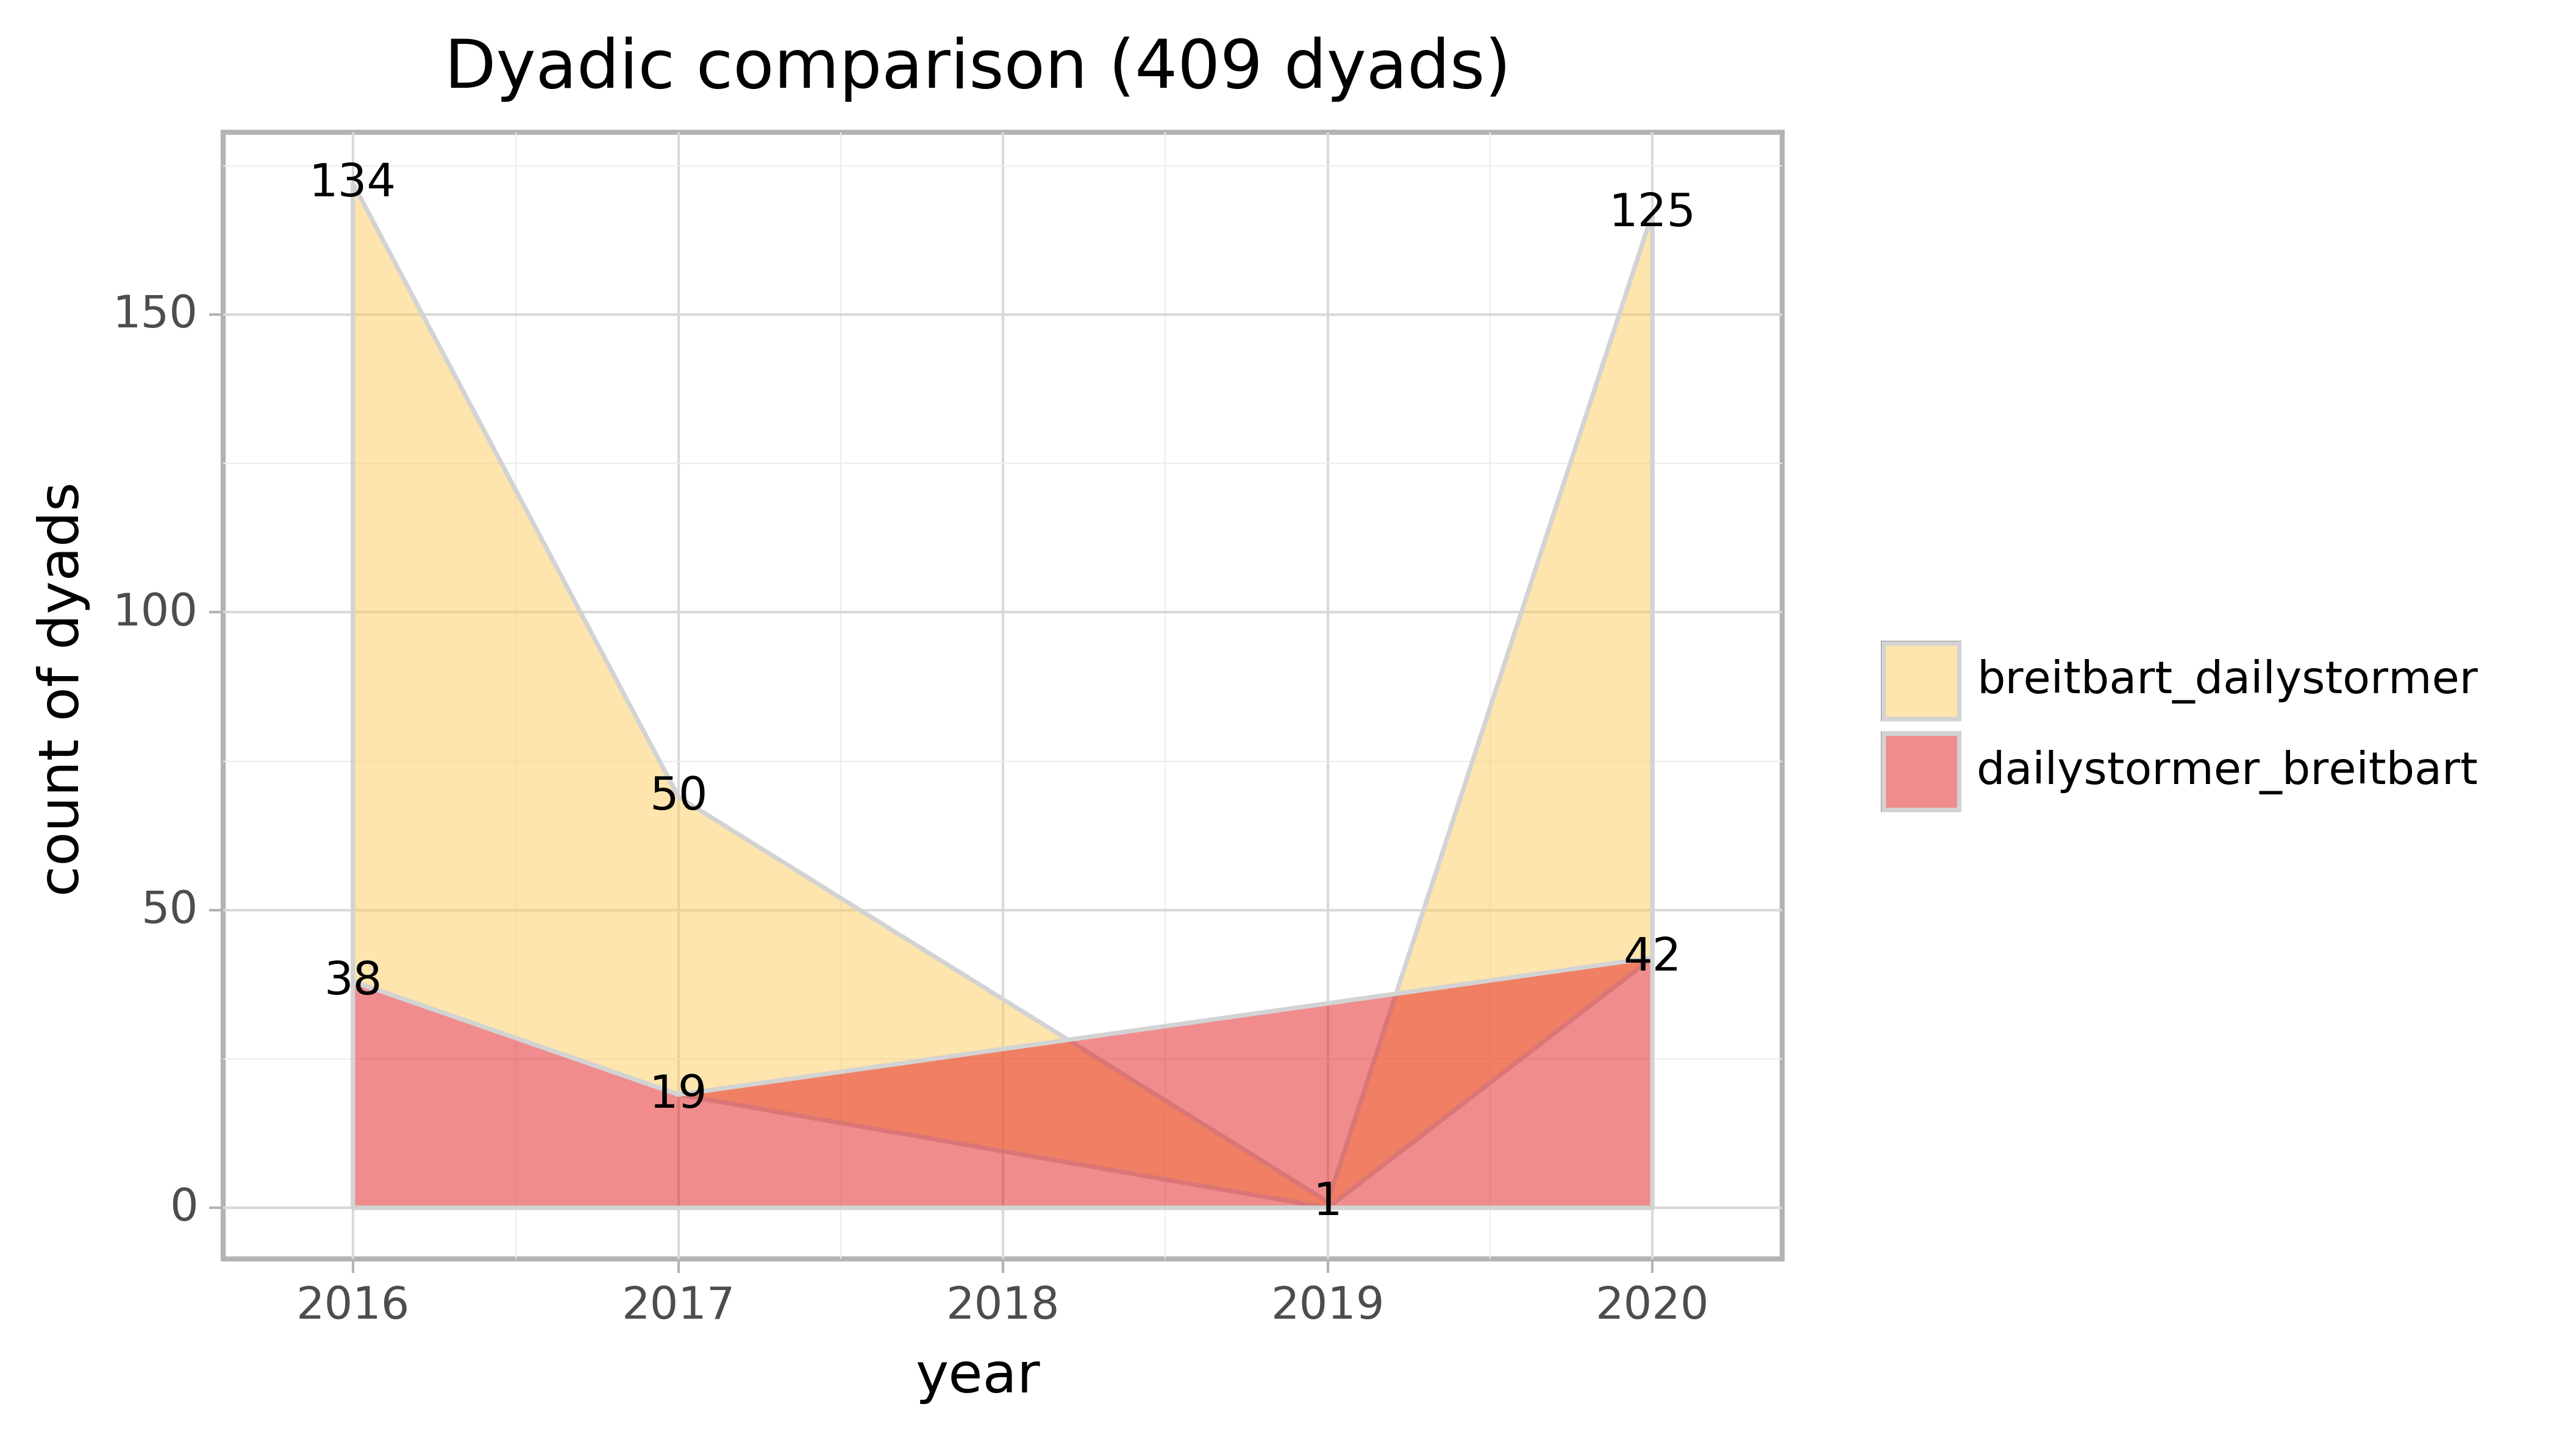 Dyadic comparison (409 dyads)
134
125
150
100
50
0
50
38
42
19
1
count of dyads
2016 2017 2018 2019 2020
year
breitbart_dailystormer
dailystormer_breitbart